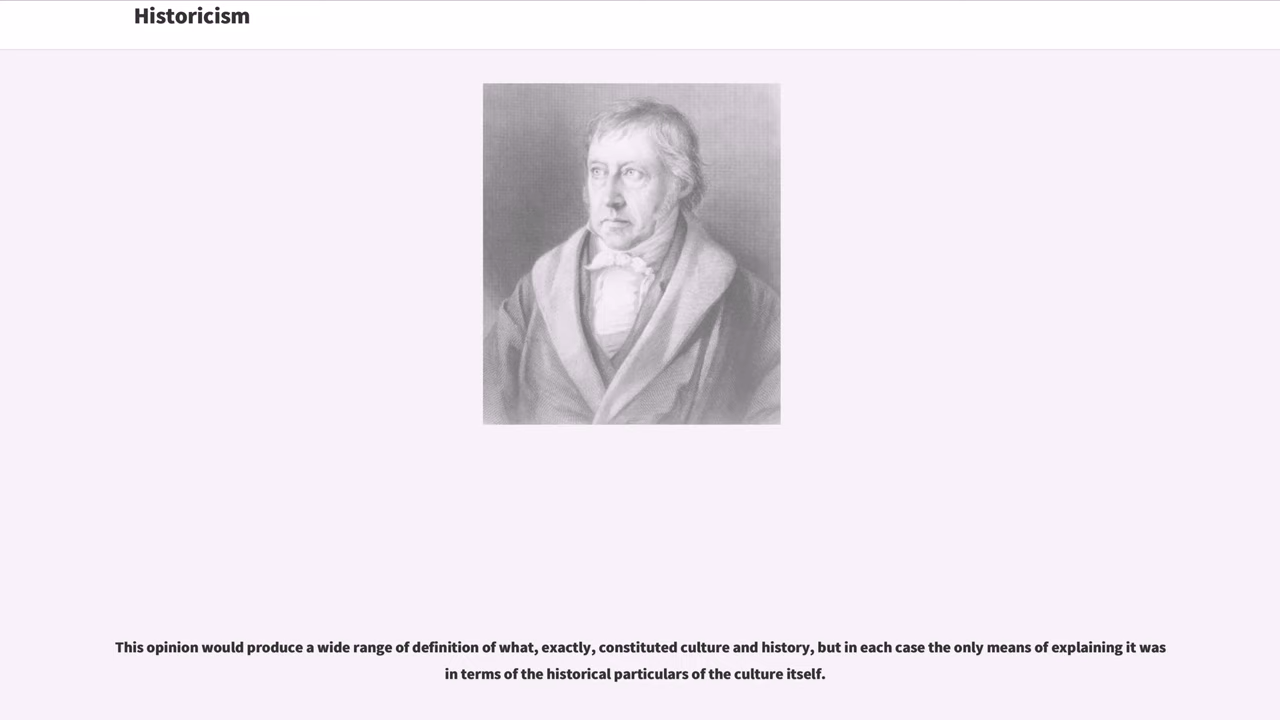 Historicism
This opinion would produce a wide range of definition of what, exactly, constituted culture and history, but in each case the only means of explaining it was
in terms of the historical particulars of the culture itself.